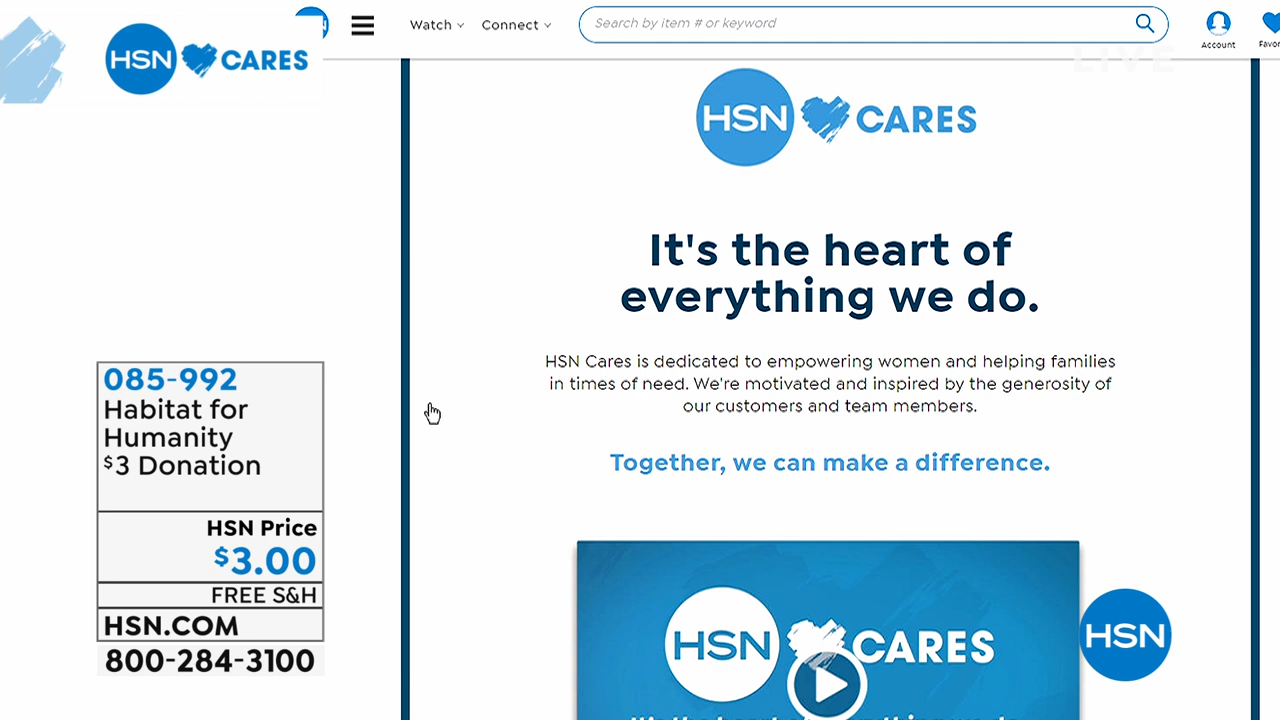 HSN CARES
Watch
Connect
Search by item # or keyword
Account
LIVE
HSN CARES
It's the heart of
everything we do.
HSN Cares is dedicated to empowering women and helping families
in times of need. We're motivated and inspired by the generosity of
our customers and team members.
Together, we can make a difference.
085-992
Habitat for
Humanity
$3 Donation
HSN Price
$3.00
FREE S&H
HSN.COM
800-284-3100
HSN CARES
HSN